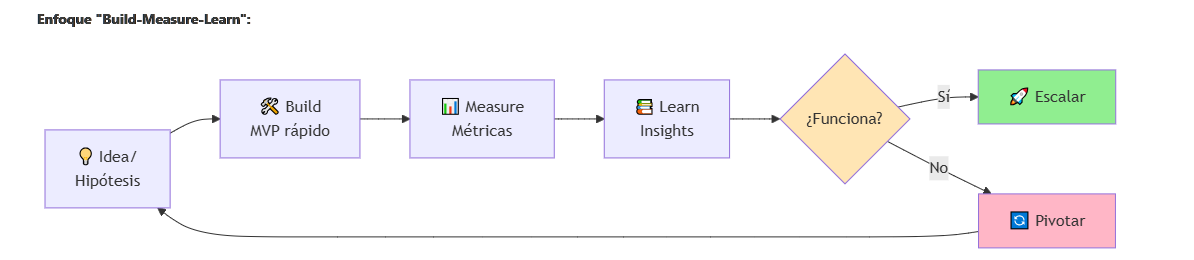 Enfoque "Build-Measure-Learn":
💡 Idea/
Hipótesis
🛠️ Build
MVP rápido
📊 Measure
Métricas
📚 Learn
Insights
¿Funciona?
Sí
🚀 Escalar
No
🔄 Pivotar